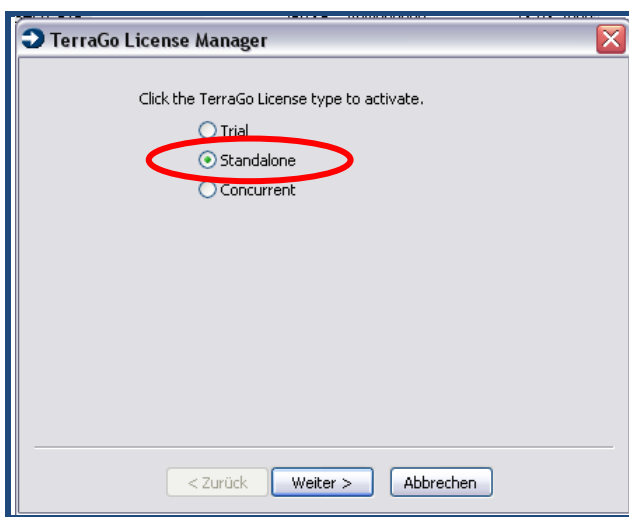 TerraGo License Manager
Click the TerraGo License type to activate.
Trial
Standalone
Concurrent
< Zurück Weiter > Abbrechen